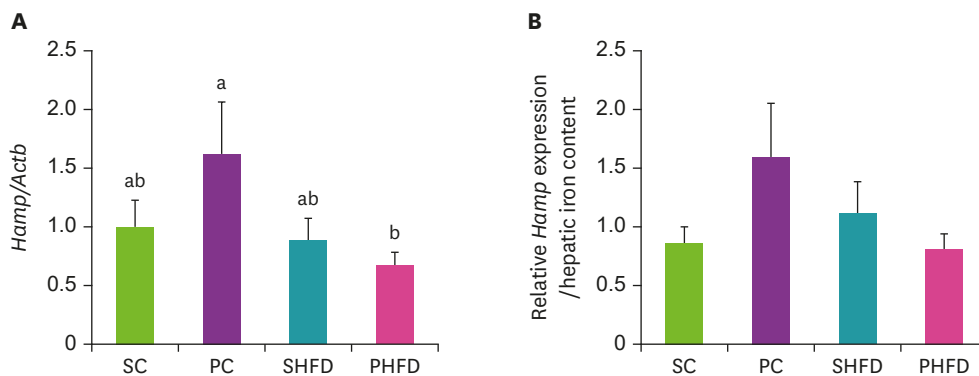 A
Hamp/Actb
2.5
2.0
1.5
1.0
0.5
0
ab
a
ab
b
SC
PC
SHFD
PHFD
B
Relative Hamp expression
/hepatic iron content
2.5
2.0
1.5
1.0
0.5
0
SC
PC
SHFD
PHFD